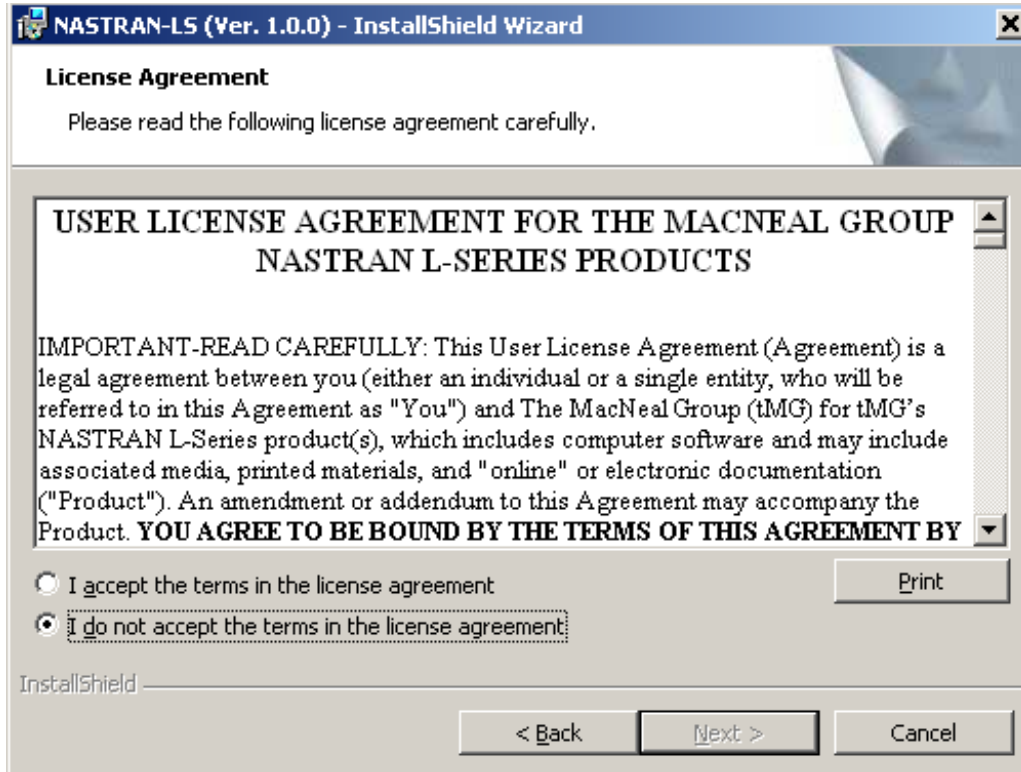 NASTRAN-LS (Ver. 1.0.0) - InstallShield Wizard
License Agreement
Please read the following license agreement carefully.
USER LICENSE AGREEMENT FOR THE MACNEAL GROUP
NASTRAN L-SERIES PRODUCTS
IMPORTANT-READ CAREFULLY: This User License Agreement (Agreement) is a
legal agreement between you (either an individual or a single entity, who will be
referred to in this Agreement as "You") and The MacNeal Group (tMG) for tMG's
NASTRAN L-Series product(s), which includes computer software and may include
associated media, printed materials, and "online" or electronic documentation
("Product"). An amendment or addendum to this Agreement may accompany the
Product. YOU AGREE TO BE BOUND BY THE TERMS OF THIS AGREEMENT BY
I accept the terms in the license agreement
Print
I do not accept the terms in the license agreement
InstallShield
< Back
Next >
Cancel